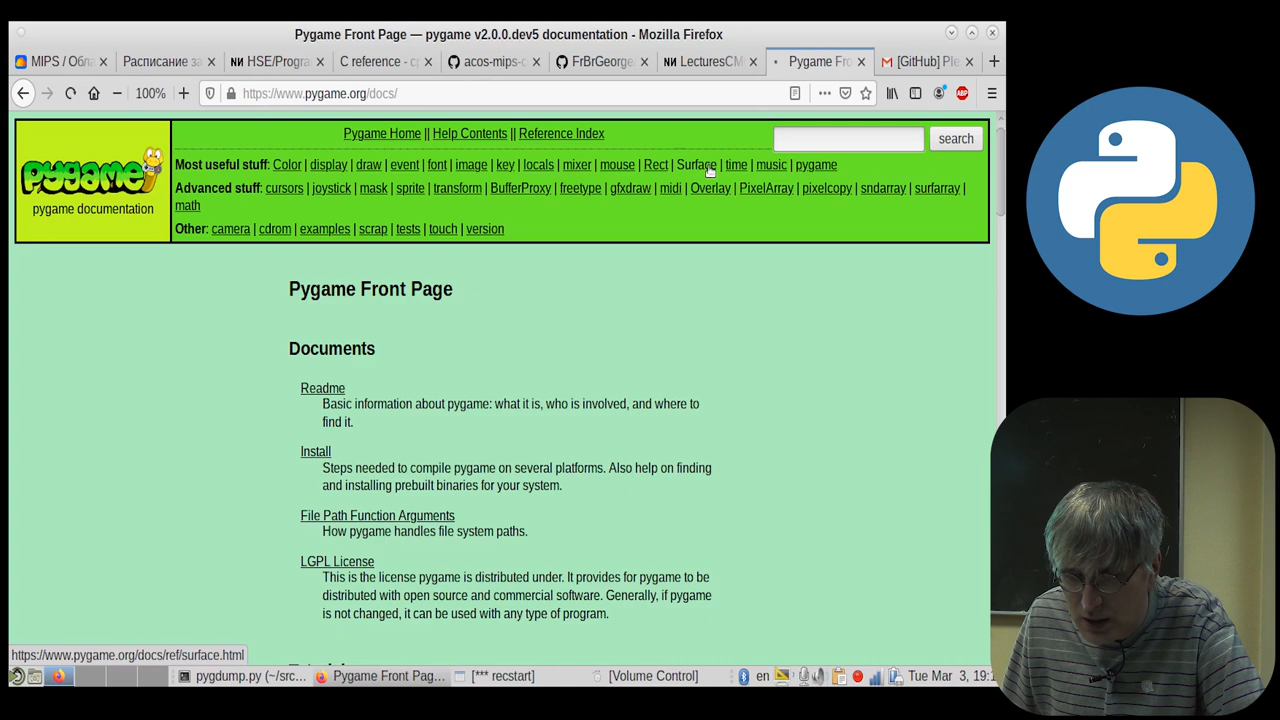 Pygame Front Page — pygame v2.0.0.dev5 documentation - Mozilla Firefox
MIPS / Обла
Расписание за
HSE/Progra
C reference - c
acos-mips-c
FrBrGeorge
LecturesCM
Pygame Fro
[GitHub] Ple
100%
https://www.pygame.org/docs/
pygame
pygame documentation
Pygame Home || Help Contents || Reference Index
search
Most useful stuff: Color | display | draw | event | font | image | key | locals | mixer | mouse | Rect | Surface | time | music | pygame
Advanced stuff: cursors | joystick | mask | sprite | transform | BufferProxy | freetype | gfxdraw | midi | Overlay | PixelArray | pixelcopy | sndarray | surfarray |
math
Other: camera | cdrom | examples | scrap | tests | touch | version
Pygame Front Page
Documents
Readme
Basic information about pygame: what it is, who is involved, and where to
find it.
Install
Steps needed to compile pygame on several platforms. Also help on finding
and installing prebuilt binaries for your system.
File Path Function Arguments
How pygame handles file system paths.
LGPL License
This is the license pygame is distributed under. It provides for pygame to be
distributed with open source and commercial software. Generally, if pygame
is not changed, it can be used with any type of program.
https://www.pygame.org/docs/ref/surface.html
pygdump.py (~/src...
Pygame Front Pag...
[*** recstart]
[Volume Control]
en
Tue Mar 3, 19:1